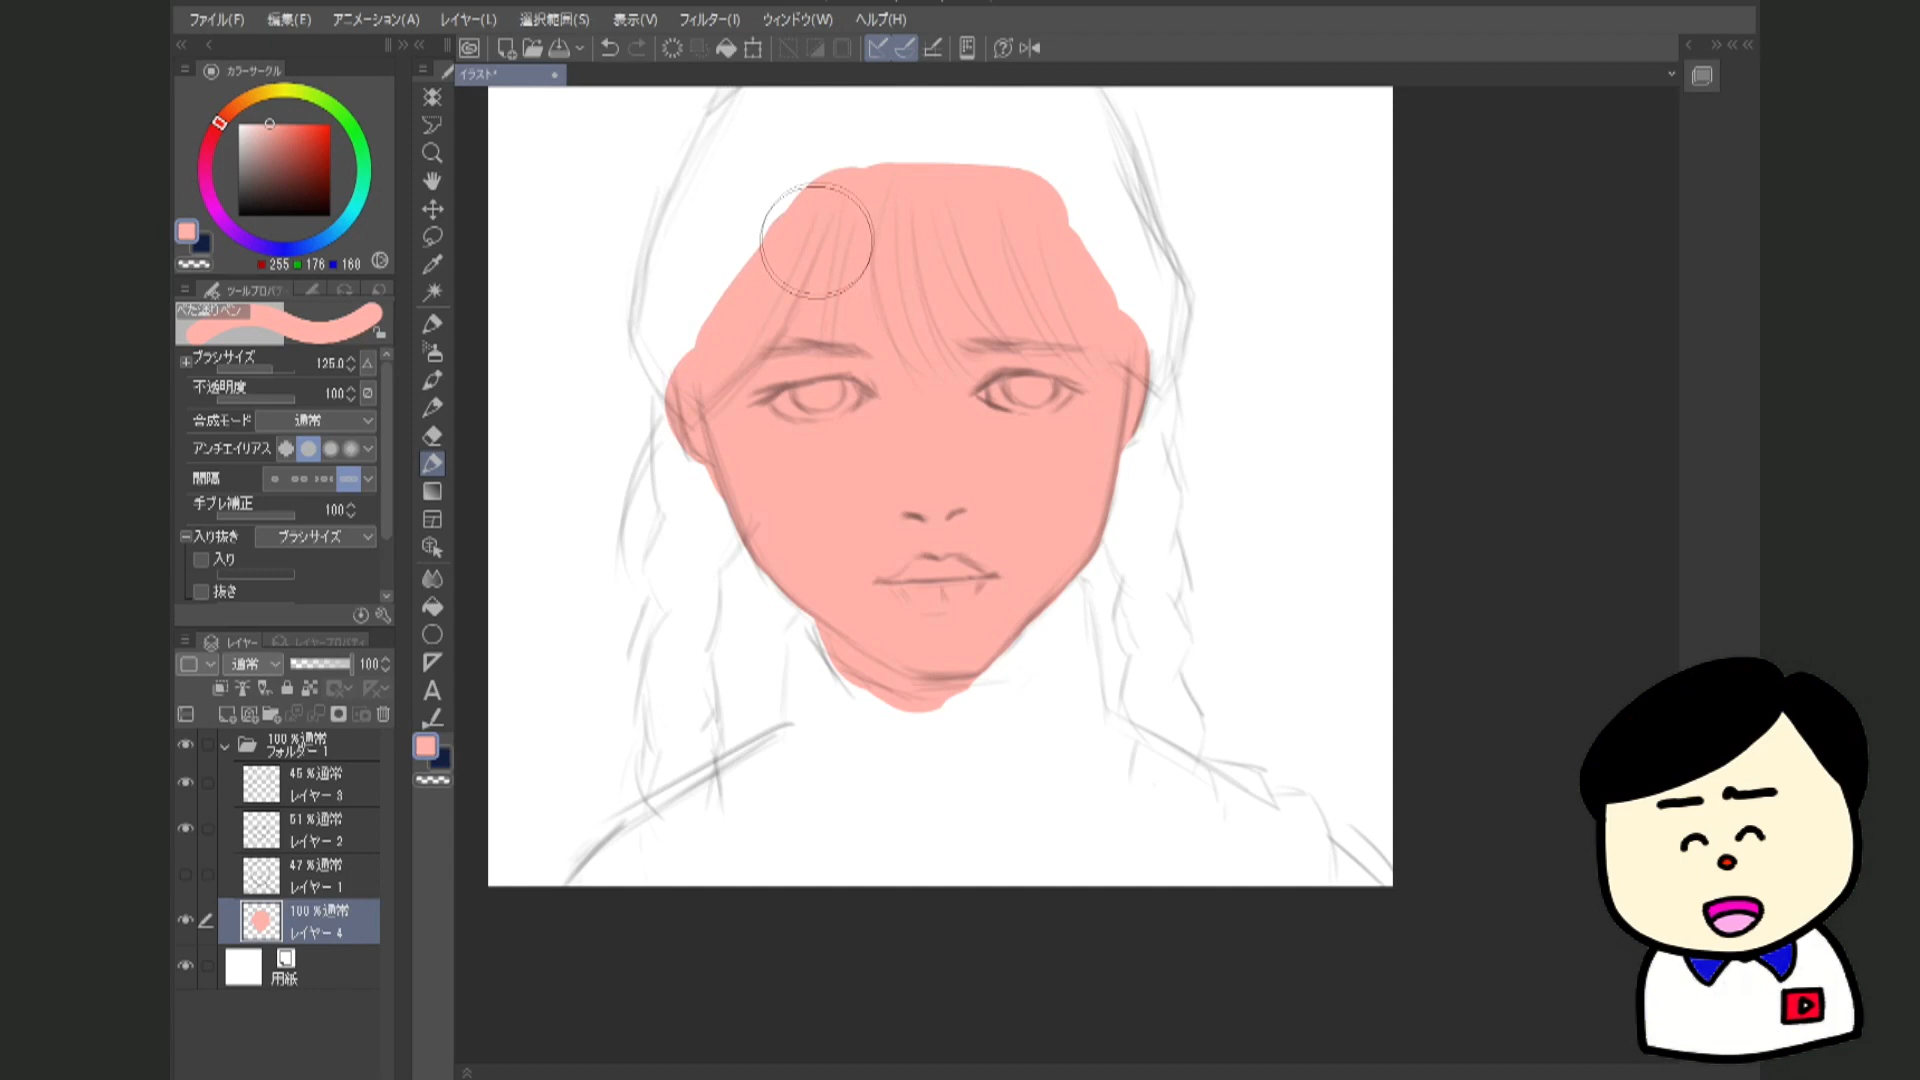 ファイル(F) 編集(E) アニメーション(A) レイヤー(L) 選択範囲(S) 表示(V) フィルター(I) ウィンドウ(W) ヘルプ(H)
カラーサークル
イラスト*
255 176 160
ツールプロパ
べた塗りペン
ブラシサイズ 125.0
不透明度 100
合成モード 通常
アンチエイリアス
間隔
手ブレ補正 100
入り抜き ブラシサイズ
入り
抜き
レイヤー レイヤープロパティ
通常 100
100 %通常
フォルダー 1
45 %通常
レイヤー 3
51 %通常
レイヤー 2
47 %通常
レイヤー 1
100 %通常
レイヤー 4
用紙
A